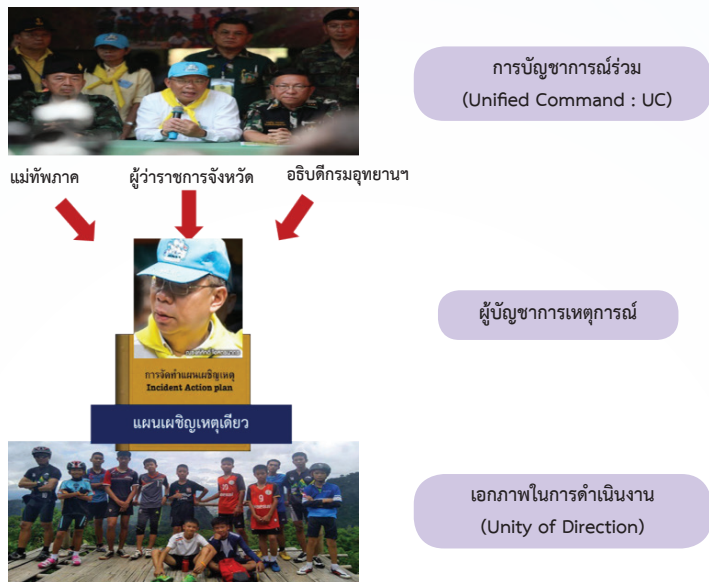 การบัญชาการณ์ร่วม
(Unified Command : UC)
แม่ทัพภาค ผู้ว่าราชการจังหวัด อธิบดีกรมอุทยานฯ
ผู้บัญชาการเหตุการณ์
การจัดทำแผนเผชิญเหตุ
Incident Action plan
แผนเผชิญเหตุเดียว
เอกภาพในการดำเนินงาน
(Unity of Direction)